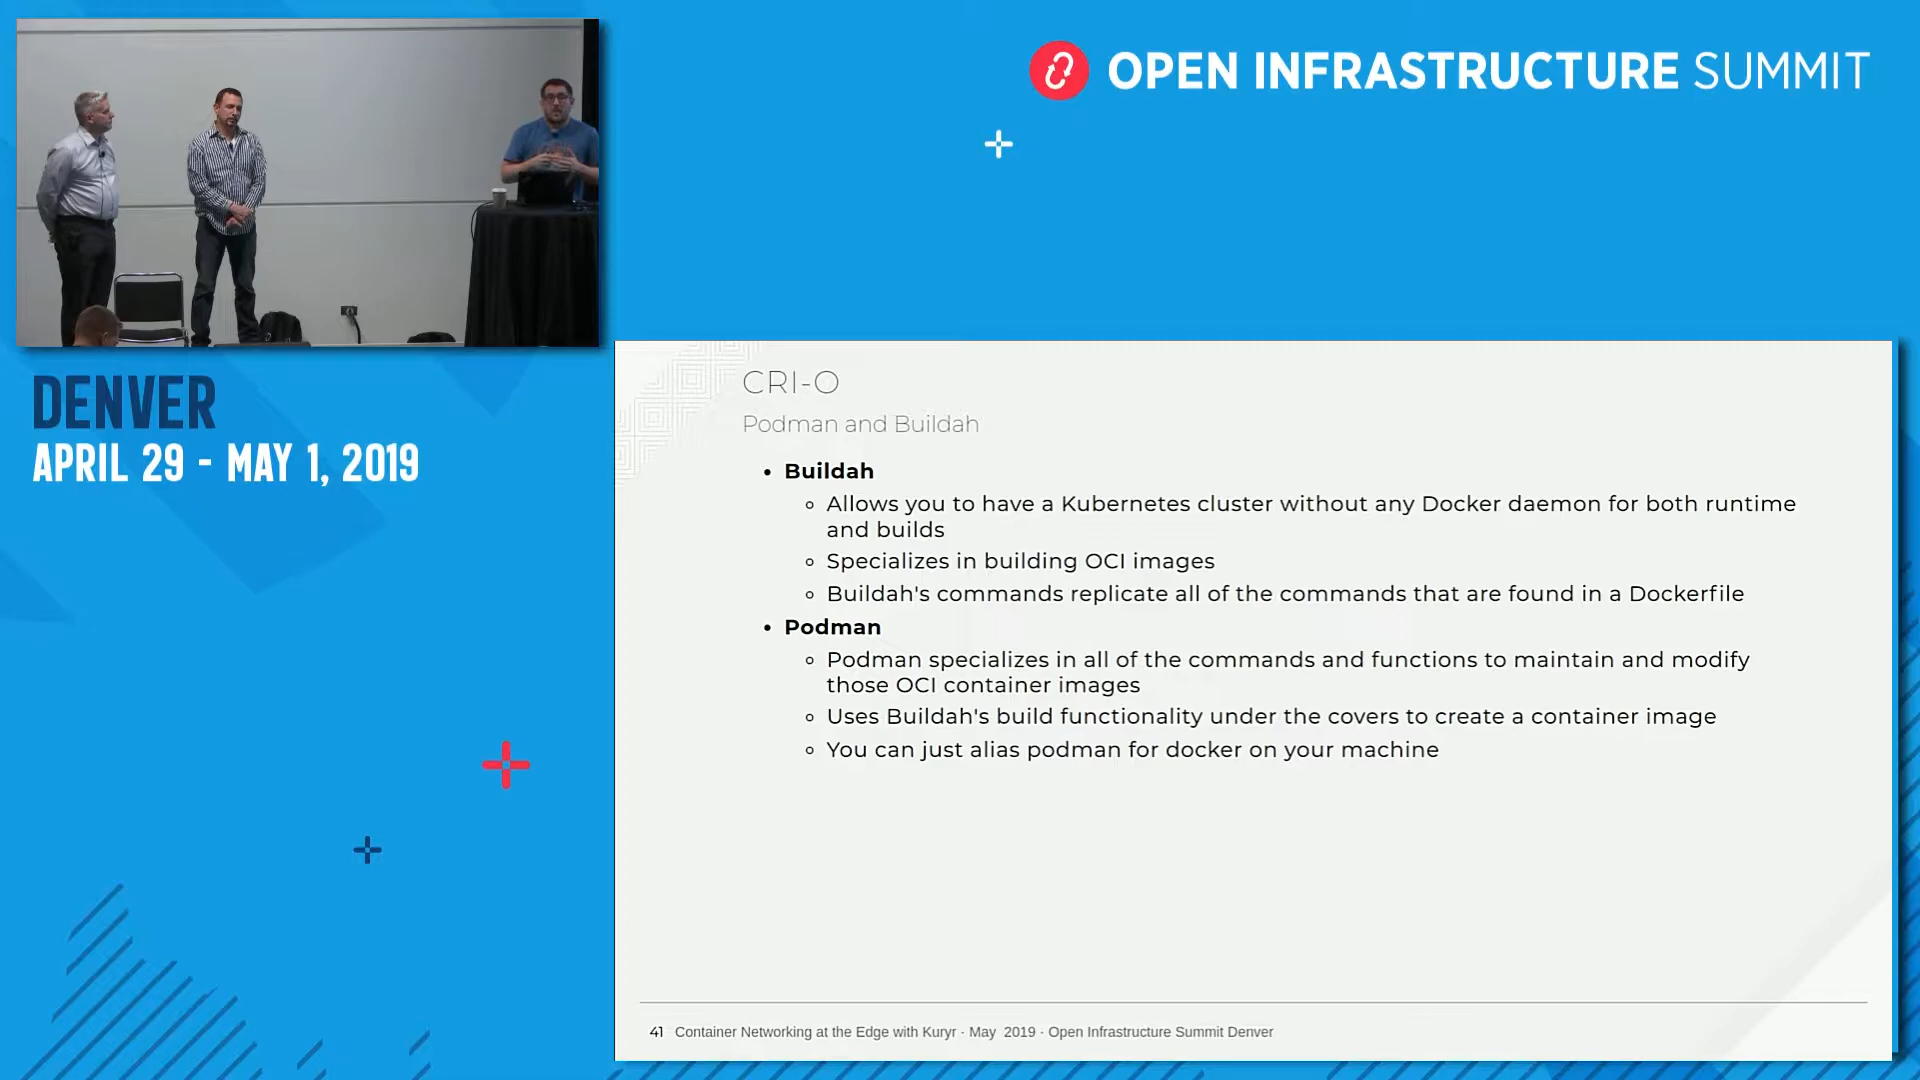 OPEN INFRASTRUCTURE SUMMIT
DENVER
APRIL 29 - MAY 1, 2019
CRI-O
Podman and Buildah
• Buildah
Allows you to have a Kubernetes cluster without any Docker daemon for both runtime
and builds
Specializes in building OCI images
Buildah's commands replicate all of the commands that are found in a Dockerfile
• Podman
Podman specializes in all of the commands and functions to maintain and modify
those OCI container images
Uses Buildah's build functionality under the covers to create a container image
You can just alias podman for docker on your machine
41 Container Networking at the Edge with Kuryr · May 2019 · Open Infrastructure Summit Denver